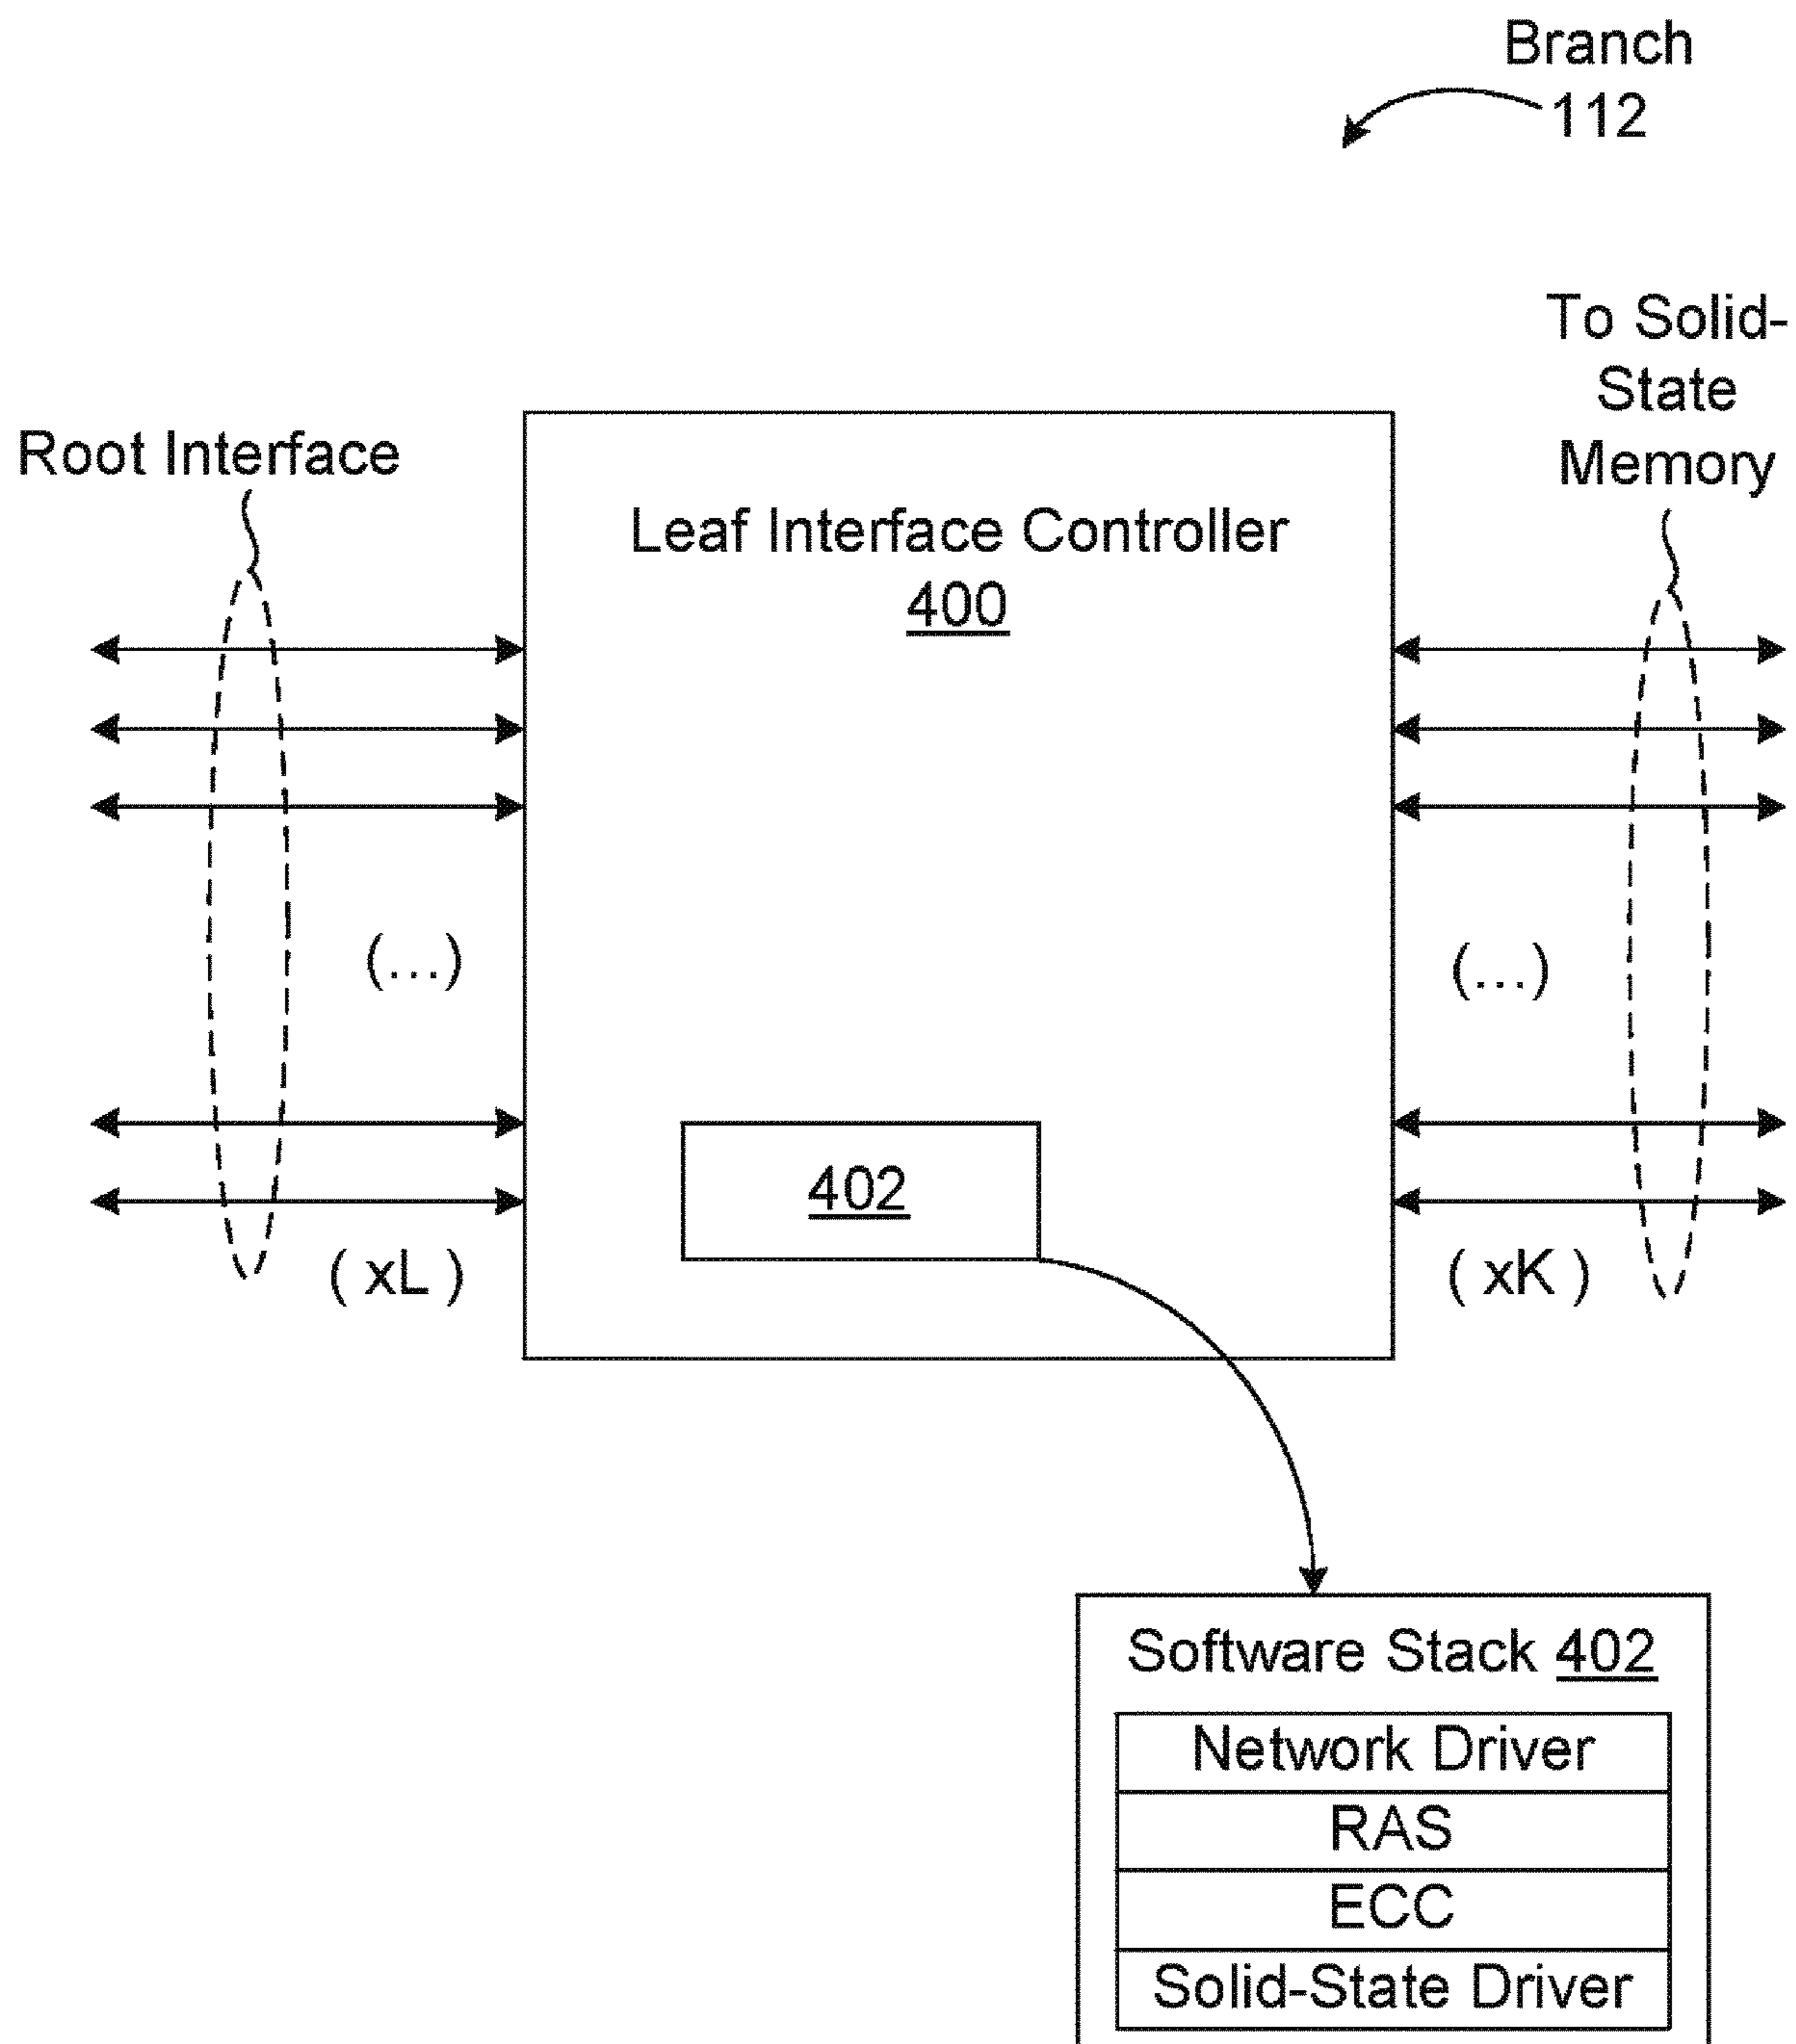 Branch
112
To Solid-
State
Memory
Root Interface
Leaf Interface Controller
400
(...)
(...)
402
( xL )
( xK )
Software Stack 402
Network Driver
RAS
ECC
Solid-State Driver